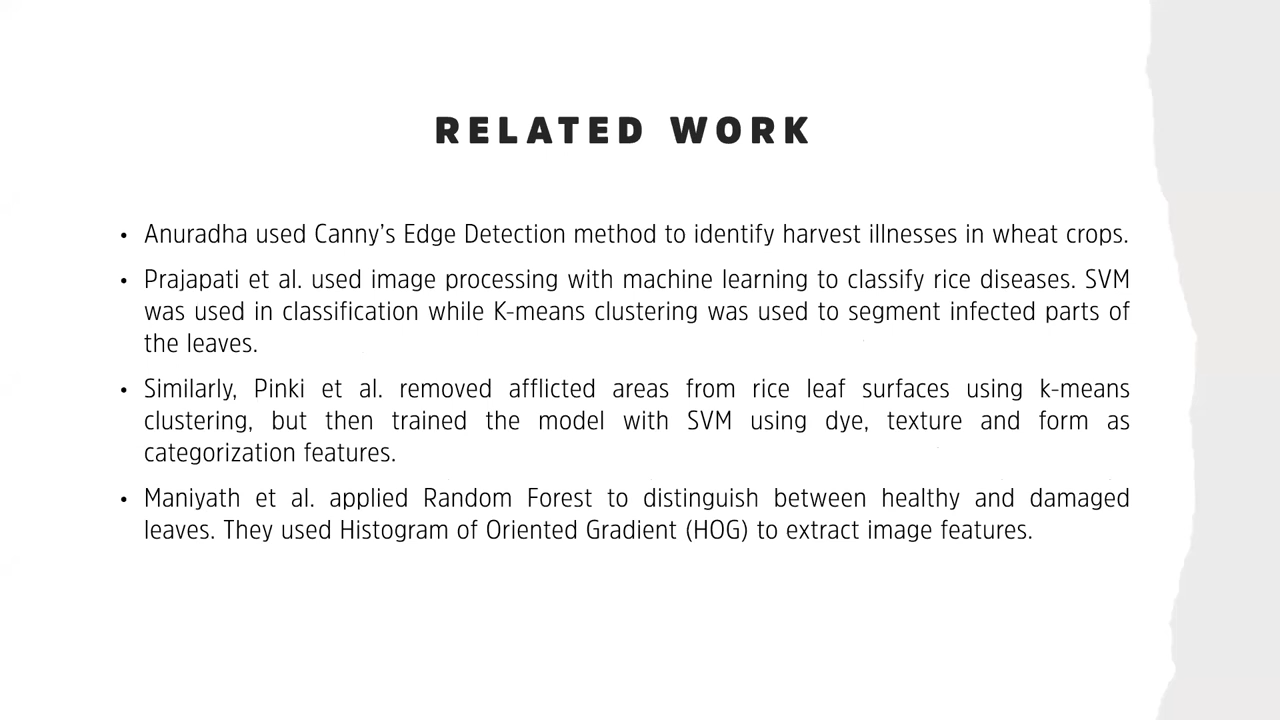 RELATED WORK
• Anuradha used Canny’s Edge Detection method to identify harvest illnesses in wheat crops.
• Prajapati et al. used image processing with machine learning to classify rice diseases. SVM
was used in classification while K-means clustering was used to segment infected parts of
the leaves.
• Similarly, Pinki et al. removed afflicted areas from rice leaf surfaces using k-means
clustering, but then trained the model with SVM using dye, texture and form as
categorization features.
• Maniyath et al. applied Random Forest to distinguish between healthy and damaged
leaves. They used Histogram of Oriented Gradient (HOG) to extract image features.